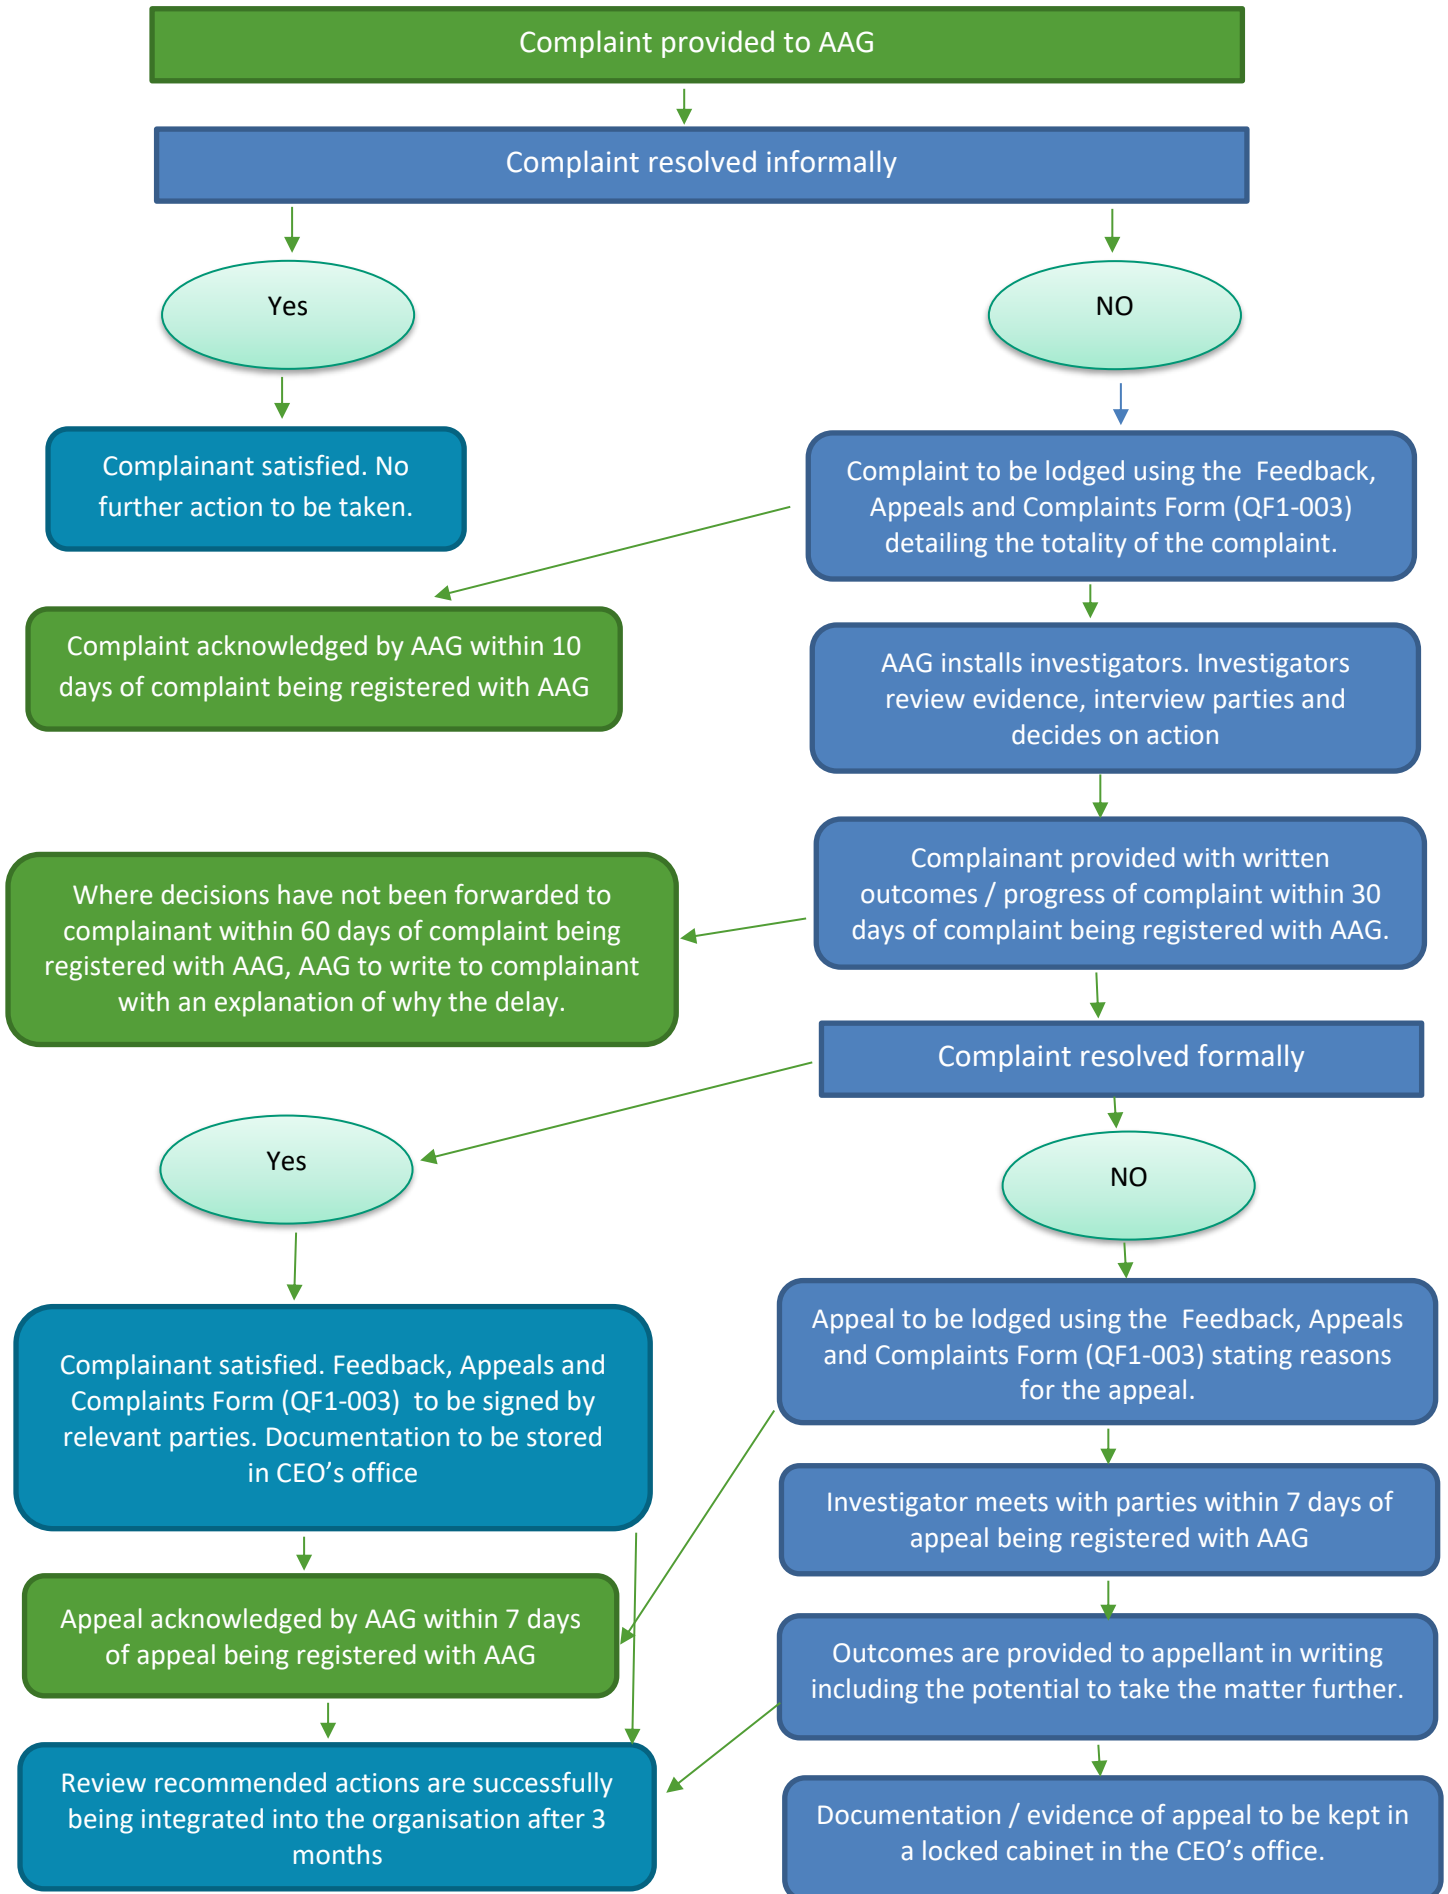 Complaint provided to AAG
Complaint resolved informally
Yes
NO
Complainant satisfied. No
further action to be taken.
Complaint to be lodged using the  Feedback,
Appeals and Complaints Form (QF1-003)
detailing the totality of the complaint.
Complaint acknowledged by AAG within 10
days of complaint being registered with AAG
AAG installs investigators. Investigators
review evidence, interview parties and
decides on action
Complainant provided with written
outcomes / progress of complaint within 30
days of complaint being registered with AAG.
Where decisions have not been forwarded to
complainant within 60 days of complaint being
registered with AAG, AAG to write to complainant
with an explanation of why the delay.
Complaint resolved formally
Yes
NO
Complainant satisfied. Feedback, Appeals and
Complaints Form (QF1-003)  to be signed by
relevant parties. Documentation to be stored
in CEO’s office
Appeal to be lodged using the  Feedback, Appeals
and Complaints Form (QF1-003) stating reasons
for the appeal.
Investigator meets with parties within 7 days of
appeal being registered with AAG
Appeal acknowledged by AAG within 7 days
of appeal being registered with AAG
Outcomes are provided to appellant in writing
including the potential to take the matter further.
Review recommended actions are successfully
being integrated into the organisation after 3
months
Documentation / evidence of appeal to be kept in
a locked cabinet in the CEO’s office.